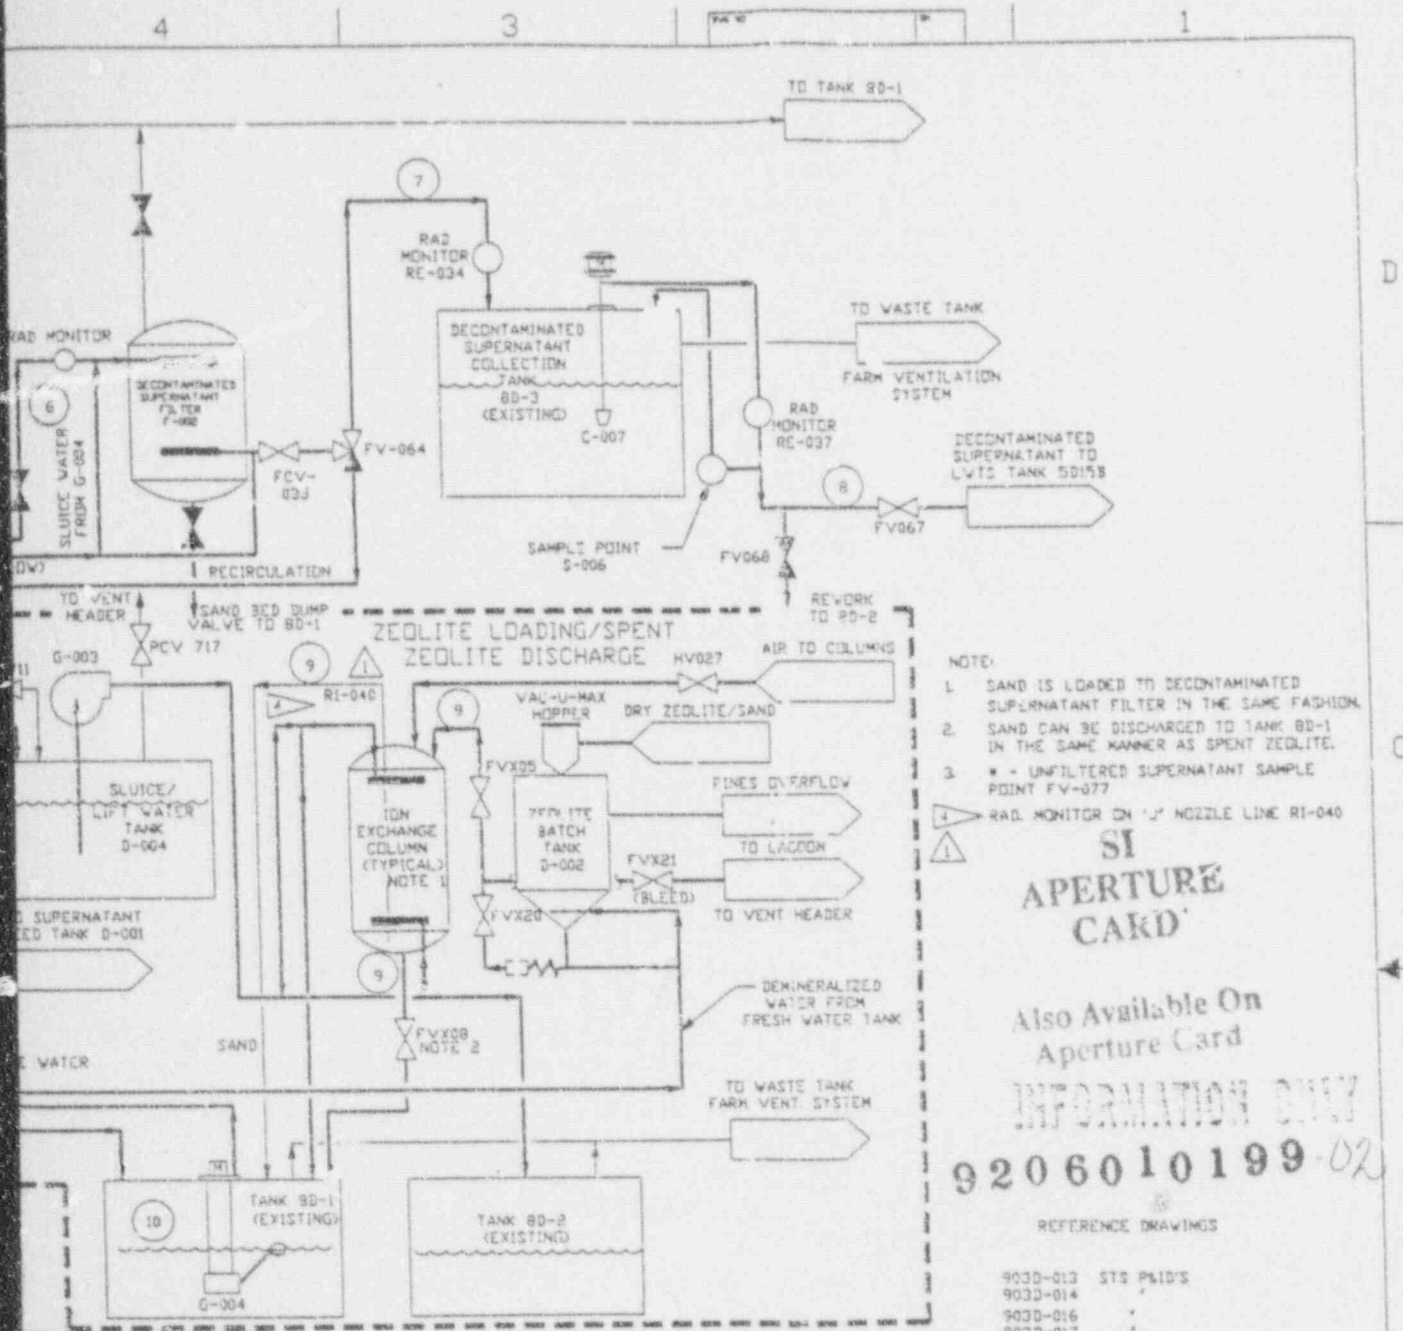 4
3
1
TO TANK 8D-1
7
RAD
MONITOR
RE-034
D
TO WASTE TANK
FARM VENTILATION
SYSTEM
RAD MONITOR
6
SLUICE WATER
FROM G-004
DECONTAMINATED
SUPERNATANT
FILTER
F-002
DECONTAMINATED
SUPERNATANT
COLLECTION
TANK
8D-3
(EXISTING)
G-007
RAD
MONITOR
RE-037
FV-064
FCV-
DECONTAMINATED
SUPERNATANT TO
LWTS TANK 5D15B
8
FV067
SAMPLE POINT
S-006
FV068
RECIRCULATION
TO VENT
HEADER
SAND BED DUMP
VALVE TO 8D-1
REWORK
TO 8D-2
PCV 717
G-003
ZEOLITE LOADING/SPENT
ZEOLITE DISCHARGE
HV027
AIR TO COLUMNS
9
1
4
RI-040
9
VAC-U-MAX
HOPPER
DRY ZEOLITE/SAND
FVX05
FINES OVERFLOW
SLUICE/
LIFT WATER
TANK
D-004
ION
EXCHANGE
COLUMN
(TYPICAL)
NOTE 1
ZEOLITE
BATCH
TANK
D-002
TO LAGOON
FVX21
(BLEED)
TO VENT HEADER
FVX20
SUPERNATANT
TANK D-001
9
DEMINERALIZED
WATER FROM
FRESH WATER TANK
FVX08
NOTE 2
SAND
WATER
TO WASTE TANK
FARM VENT. SYSTEM
M
10
TANK 8D-1
(EXISTING)
G-004
TANK 8D-2
(EXISTING)
NOTE:
1. SAND IS LOADED TO DECONTAMINATED
SUPERNATANT FILTER IN THE SAME FASHION.
2. SAND CAN BE DISCHARGED TO TANK 8D-1
IN THE SAME MANNER AS SPENT ZEOLITE.
3. * - UNFILTERED SUPERNATANT SAMPLE
POINT FV-077
4 RAD. MONITOR ON "J" NOZZLE LINE RI-040
1
SI
APERTURE
CARD
Also Available On
Aperture Card
INFORMATION ONLY
9206010199-02
REFERENCE DRAWINGS
903D-013 STS P&ID'S
903D-014 "
903D-016 "
903D-017 "